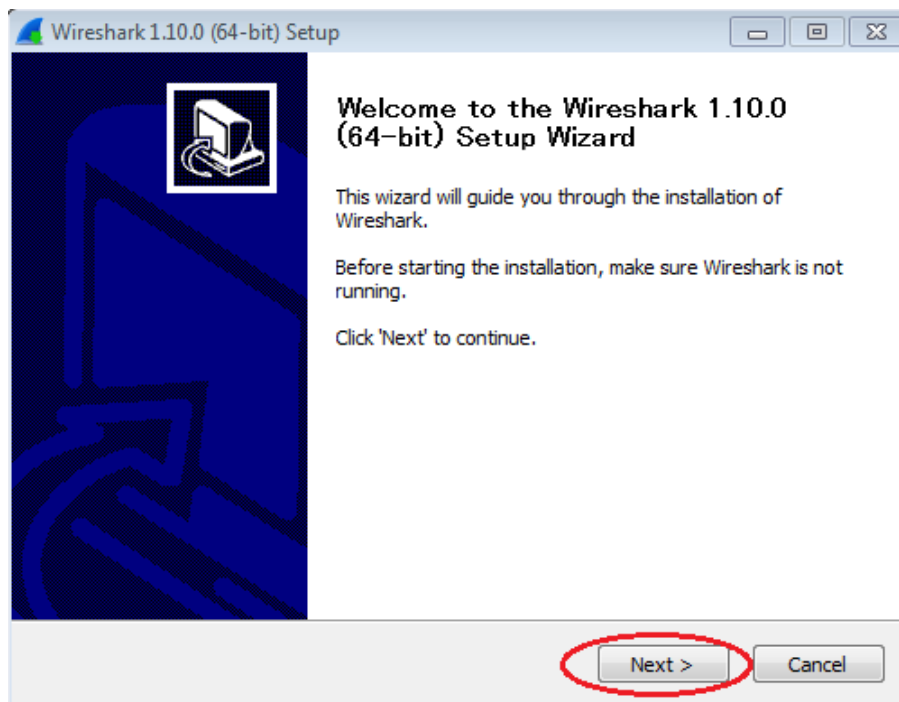 Wireshark 1.10.0 (64-bit) Setup
Welcome to the Wireshark 1.10.0
(64-bit) Setup Wizard
This wizard will guide you through the installation of
Wireshark.
Before starting the installation, make sure Wireshark is not
running.
Click 'Next' to continue.
Next >
Cancel